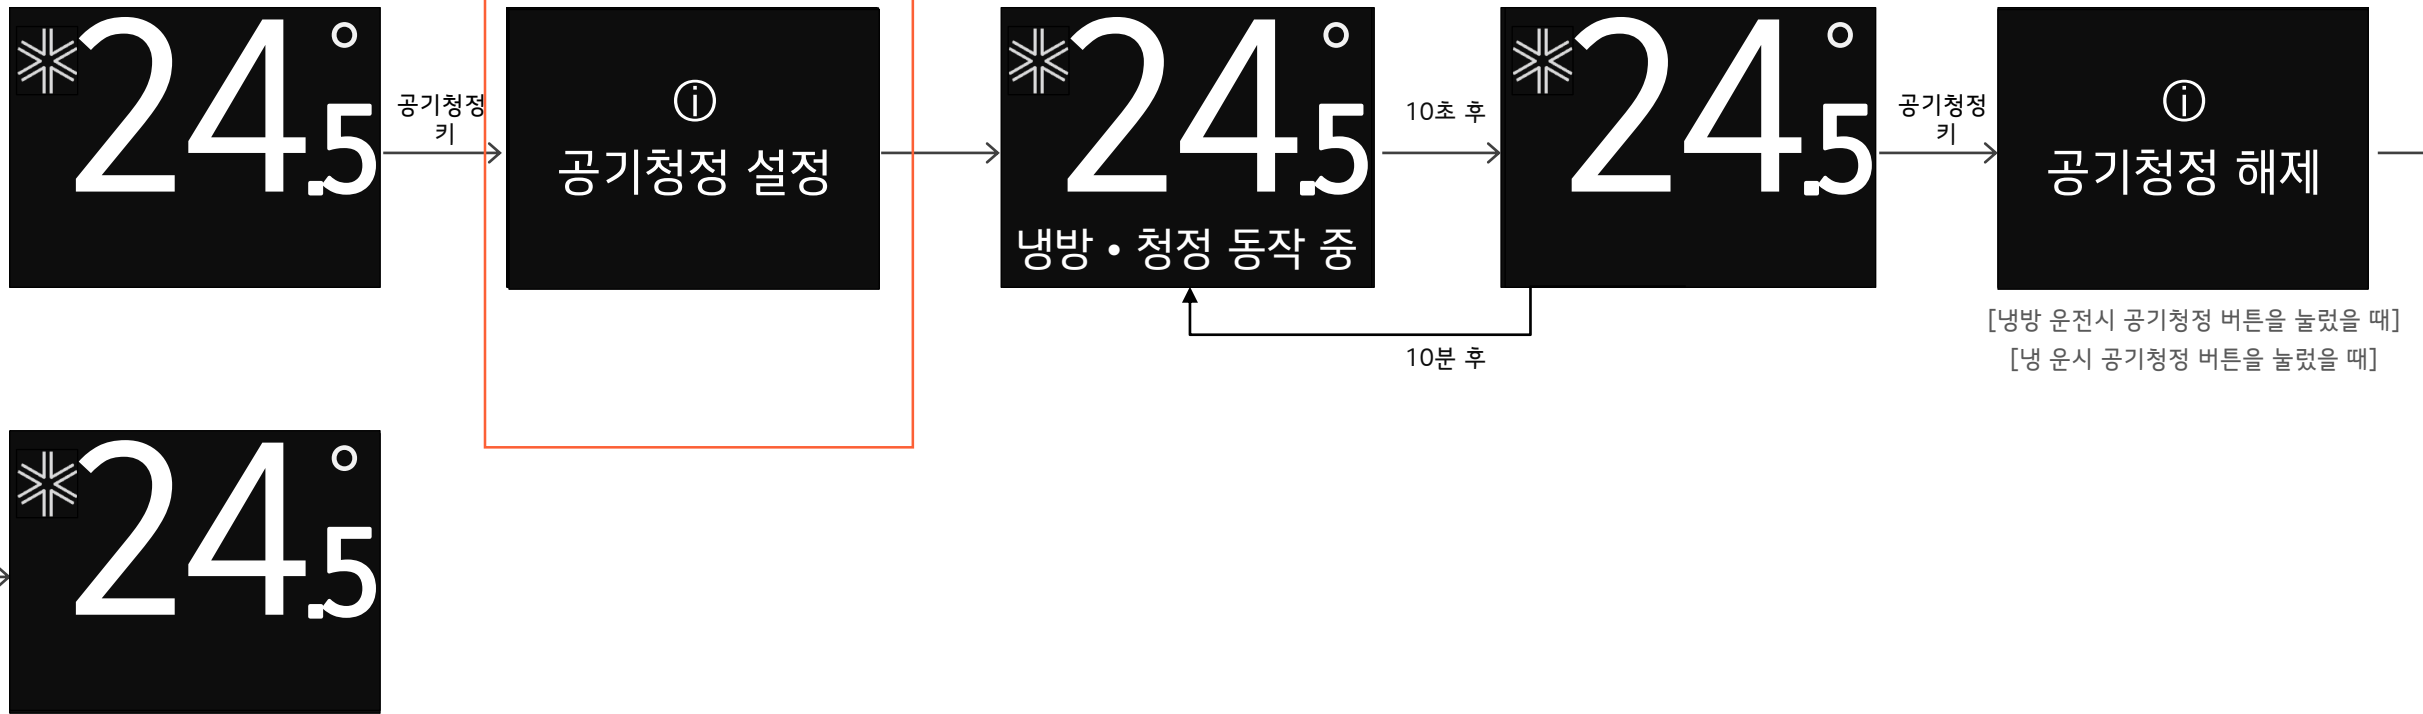 24.5°
공기청정
키
ⓘ
공기청정 설정
24.5°
냉방 • 청정 동작 중
10초 후
10분 후
24.5°
공기청정
키
ⓘ
공기청정 해제
[냉방 운전시 공기청정 버튼을 눌렀을 때]
[냉 운시 공기청정 버튼을 눌렀을 때]
24.5°